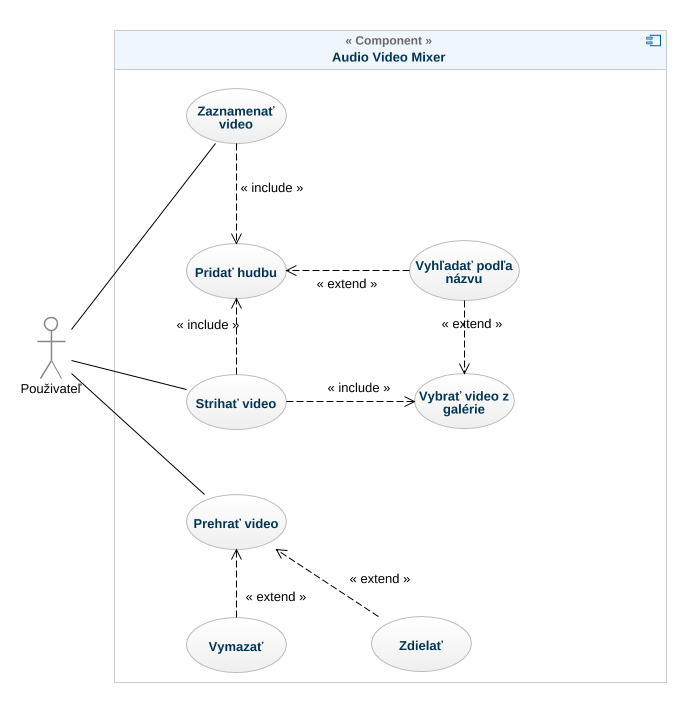 « Component »
Audio Video Mixer
Zaznamenať
video
« include »
Pridať hudbu
« extend »
Vyhľadať podľa
názvu
« include »
« extend »
Používateľ
Strihať video
« include »
Vybrať video z
galérie
Prehrať video
« extend »
« extend »
Vymazať
Zdielať